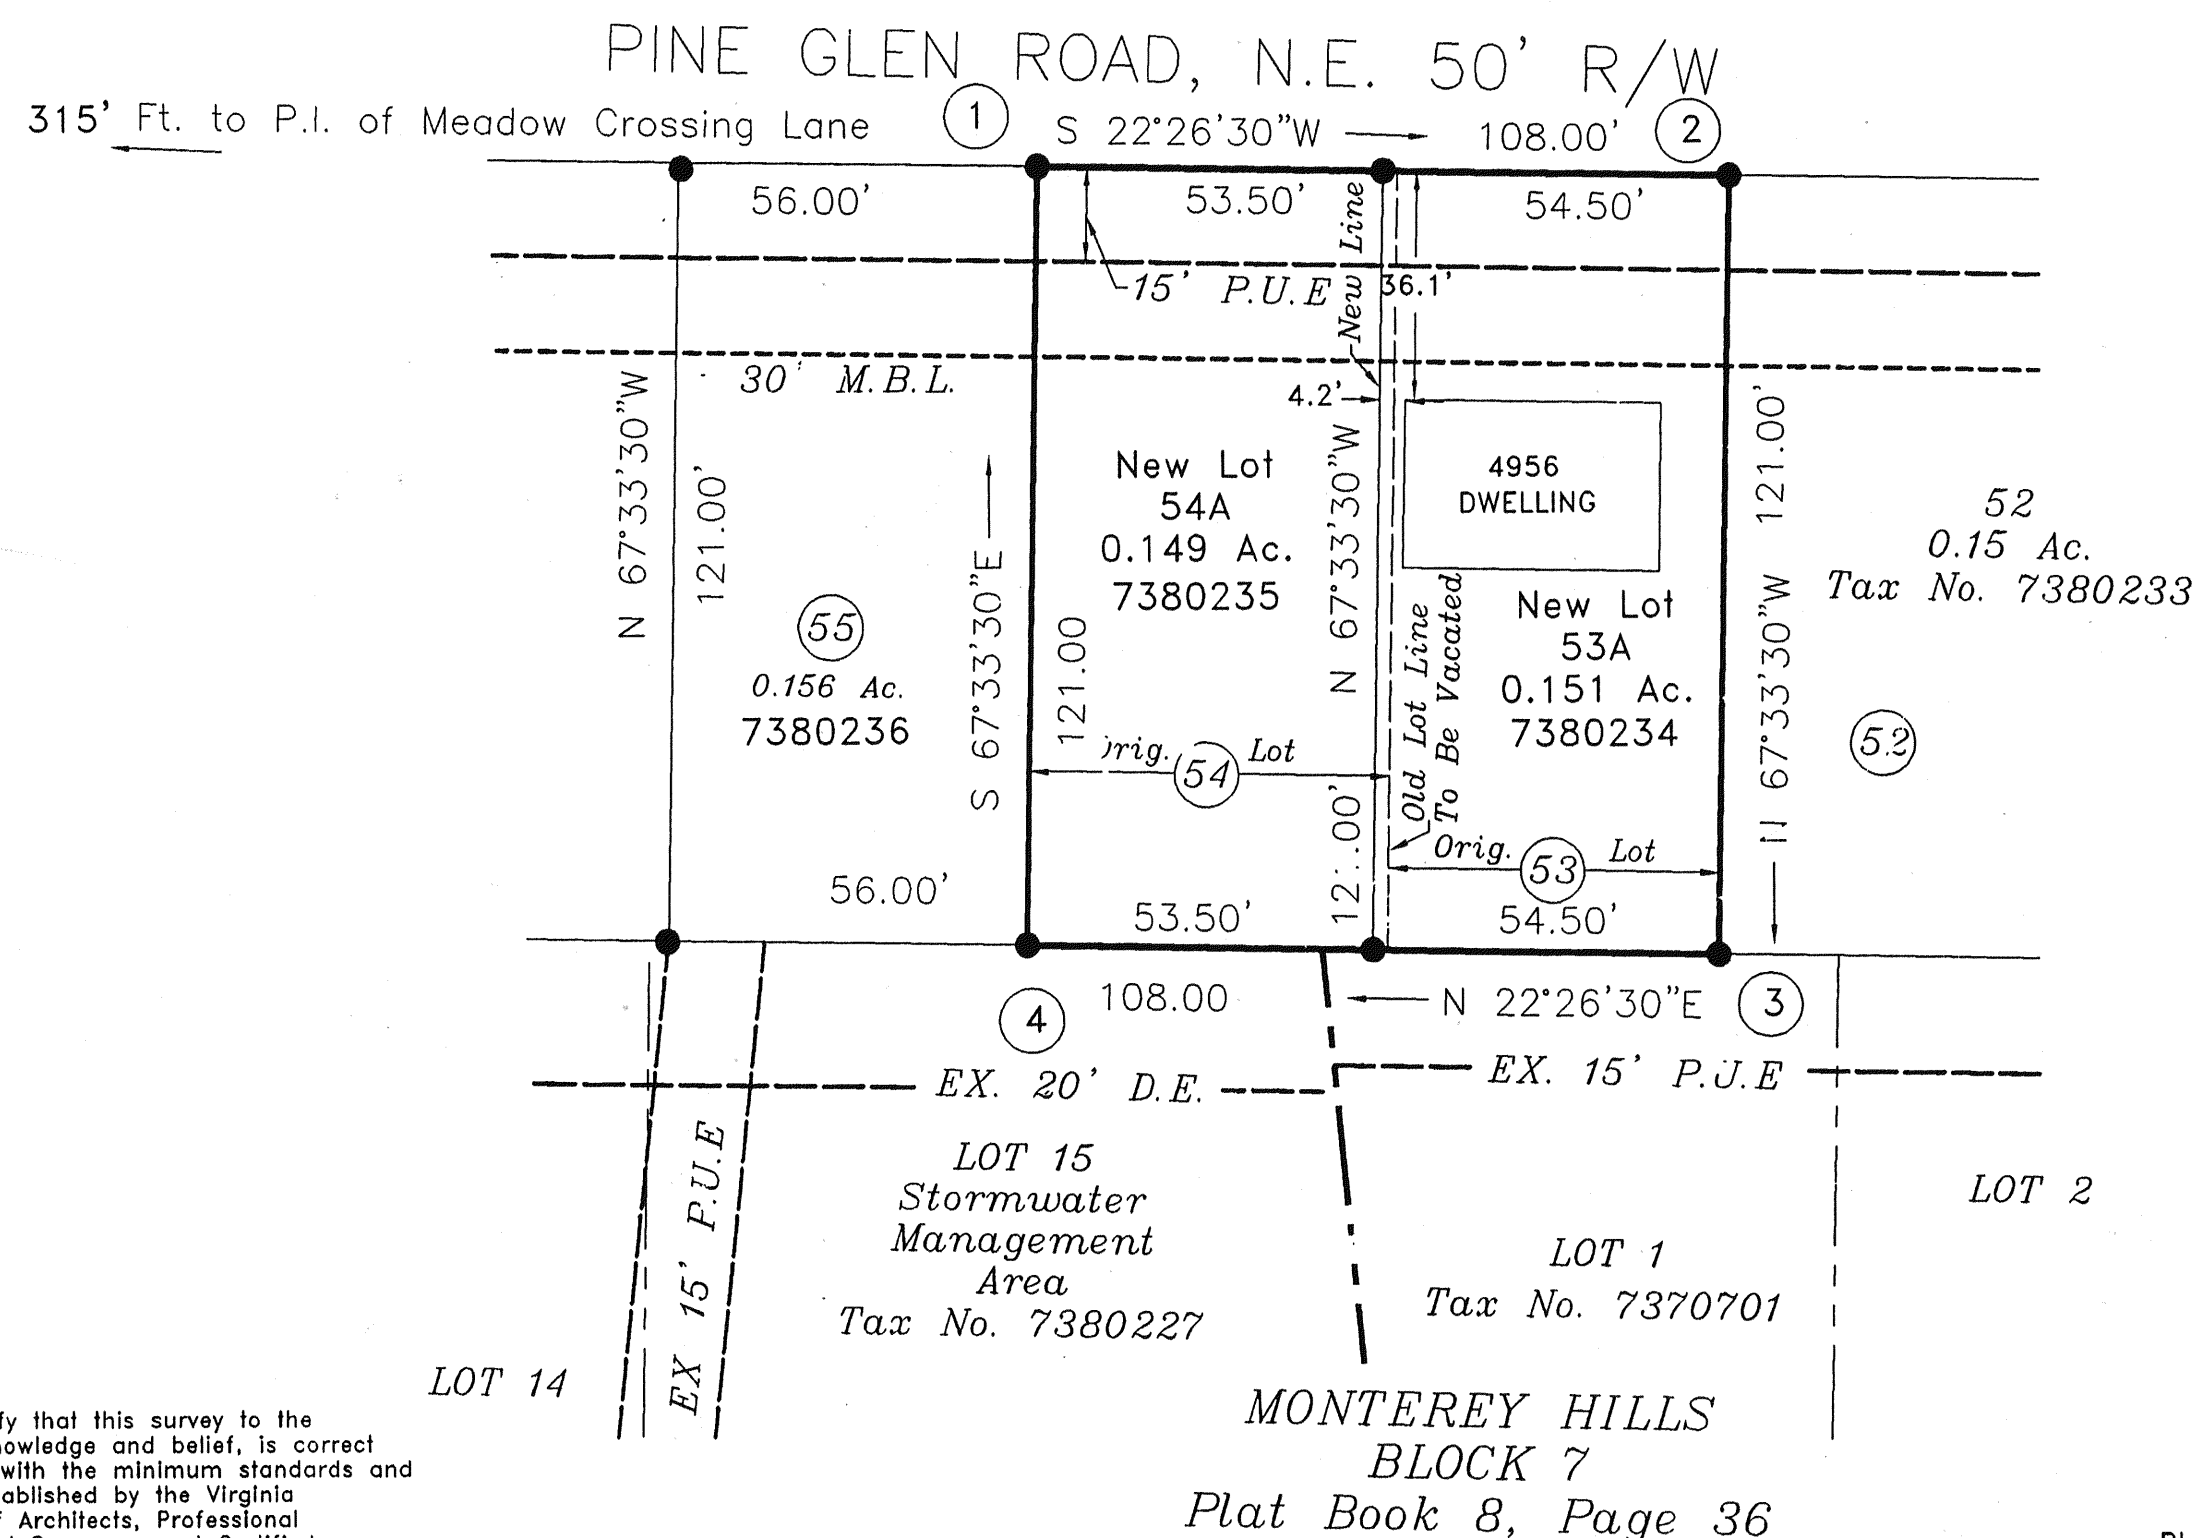 PINE GLEN ROAD, N.E. 50' R/W
315' Ft. to P.I. of Meadow Crossing Lane
1
S 22°26'30"W
108.00'
2
56.00'
53.50'
54.50'
New Line
15' P.U.E
New Line
36.1'
30' M.B.L.
4.2'
N 67°33'30"W
121.00'
S 67°33'30"E
121.00
New Lot
54A
0.149 Ac.
7380235
N 67°33'30"W
4956
DWELLING
121.00'
N 67°33'30"W
52
0.15 Ac.
Tax No. 7380233
55
0.156 Ac.
7380236
New Lot
53A
0.151 Ac.
7380234
Old Lot Line
To Be Vacated
52
54 Lot
Orig. 53 Lot
56.00'
53.50'
54.50'
4
108.00
N 22°26'30"E
3
EX. 20' D.E.
EX. 15' P.U.E
EX 15' P.U.E
LOT 15
Stormwater
Management
Area
Tax No. 7380227
LOT 1
Tax No. 7370701
LOT 2
LOT 14
MONTEREY HILLS
BLOCK 7
Plat Book 8, Page 36
fy that this survey to the
nowledge and belief, is correct
with the minimum standards and
ablished by the Virginia
f Architects, Professional